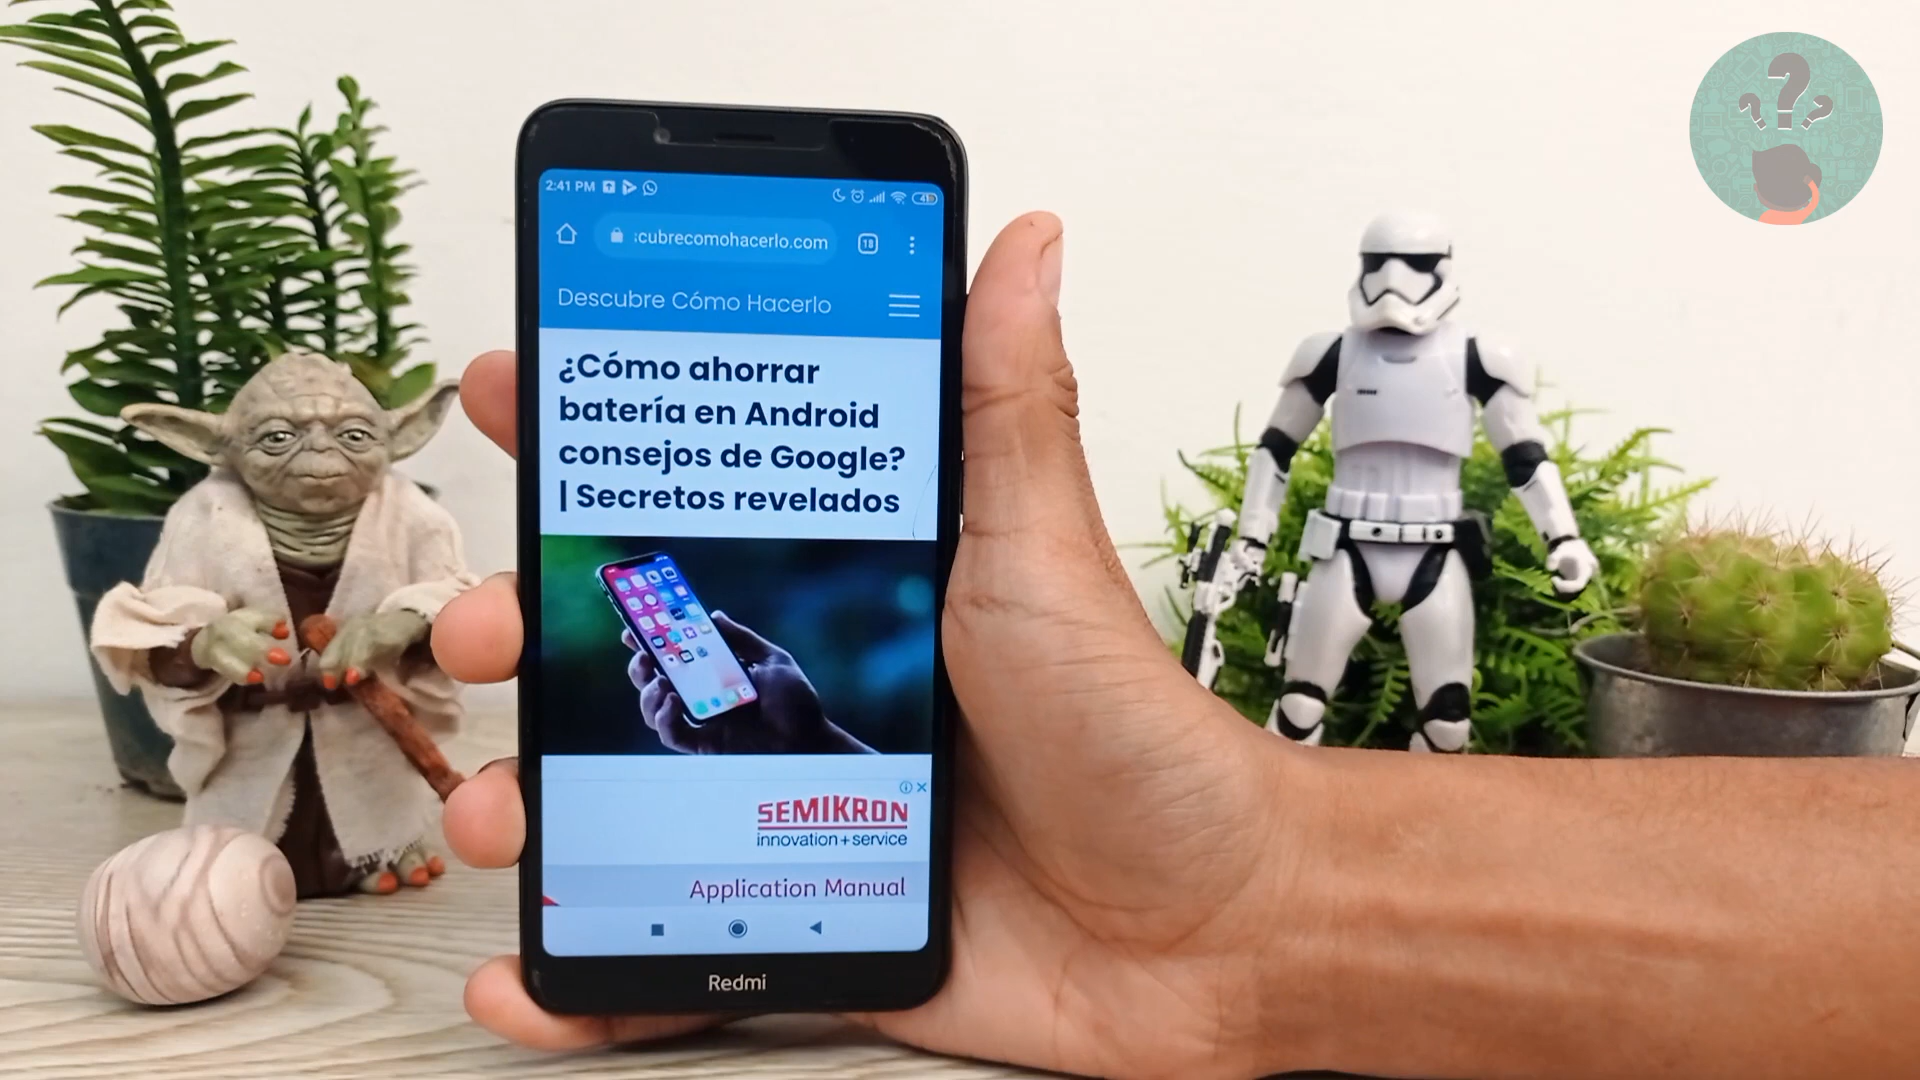 2:41 PM
41
:cubrecomohacerlo.com
18
Descubre Cómo Hacerlo
¿Cómo ahorrar
batería en Android
consejos de Google?
| Secretos revelados
SEMIKRON
innovation+service
Application Manual
Redmi